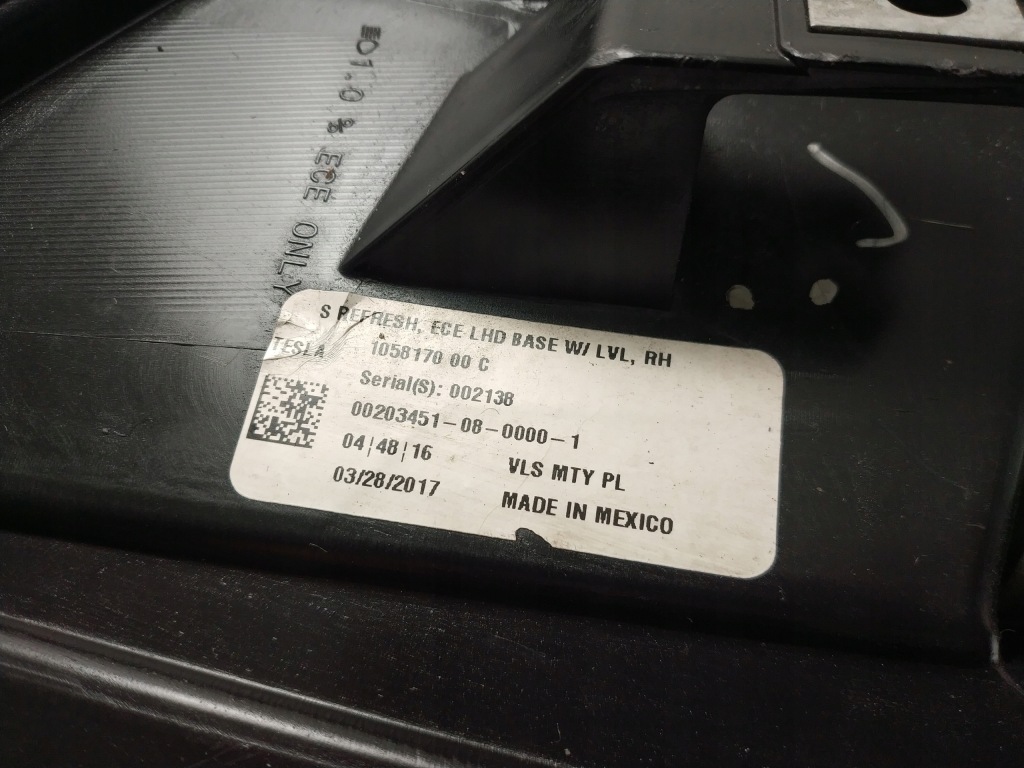 D1.0 & ECE ONLY
S REFRESH, ECE LHD BASE W/ LVL, RH
TESLA 1058170 00 C
Serial(S): 002138
00203451-08-0000-1
04|48|16 VLS MTY PL
03/28/2017 MADE IN MEXICO